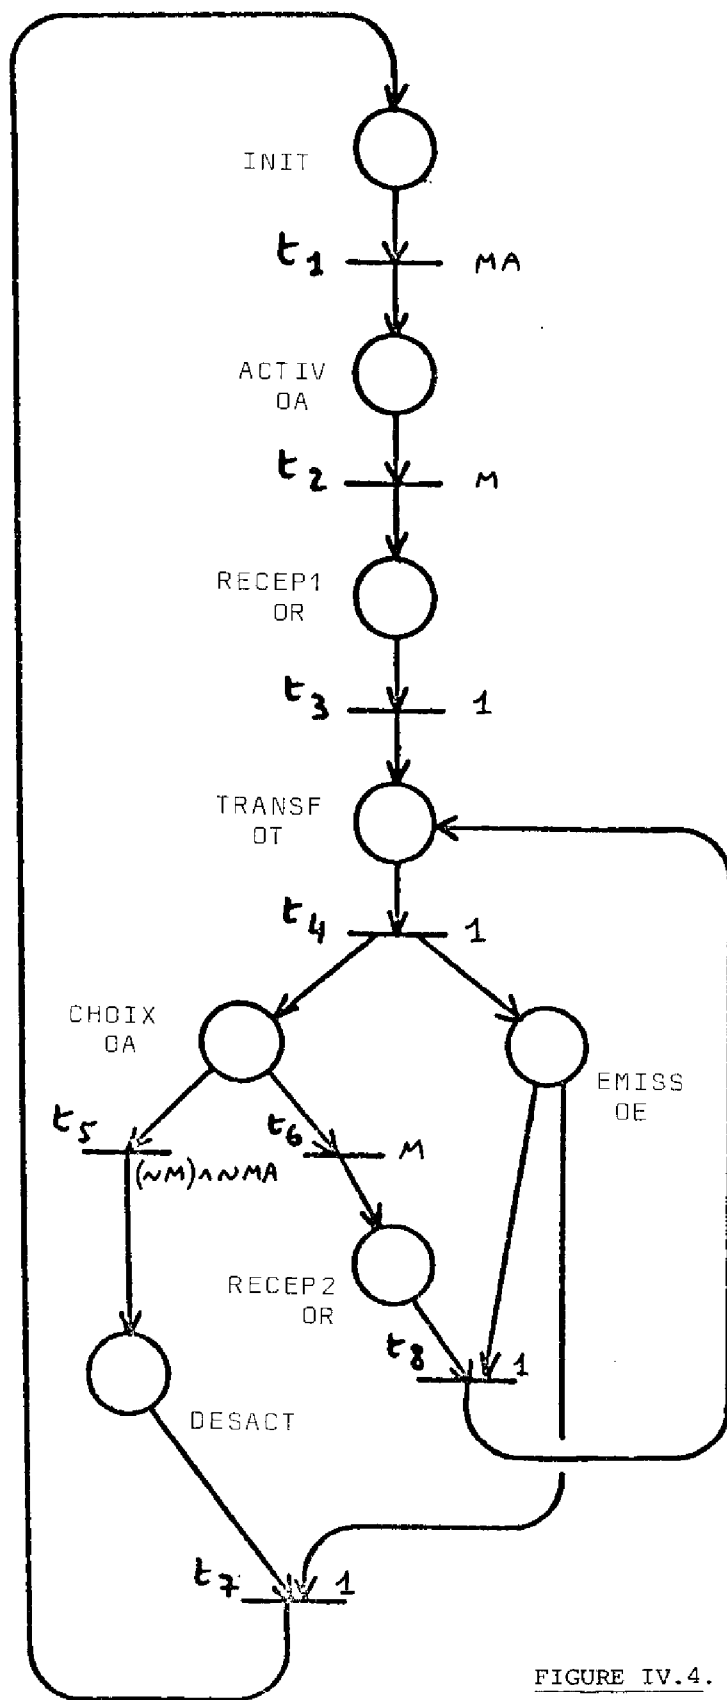 INIT
t1 MA
ACTIV
OA
t2 M
RECEP1
OR
t3 1
TRANSF
OT
t4 1
CHOIX
OA
EMISS
OE
t5
(~M)∧~MA
t6 M
RECEP2
OR
t8 1
DESACT
t7 1
FIGURE IV.4.